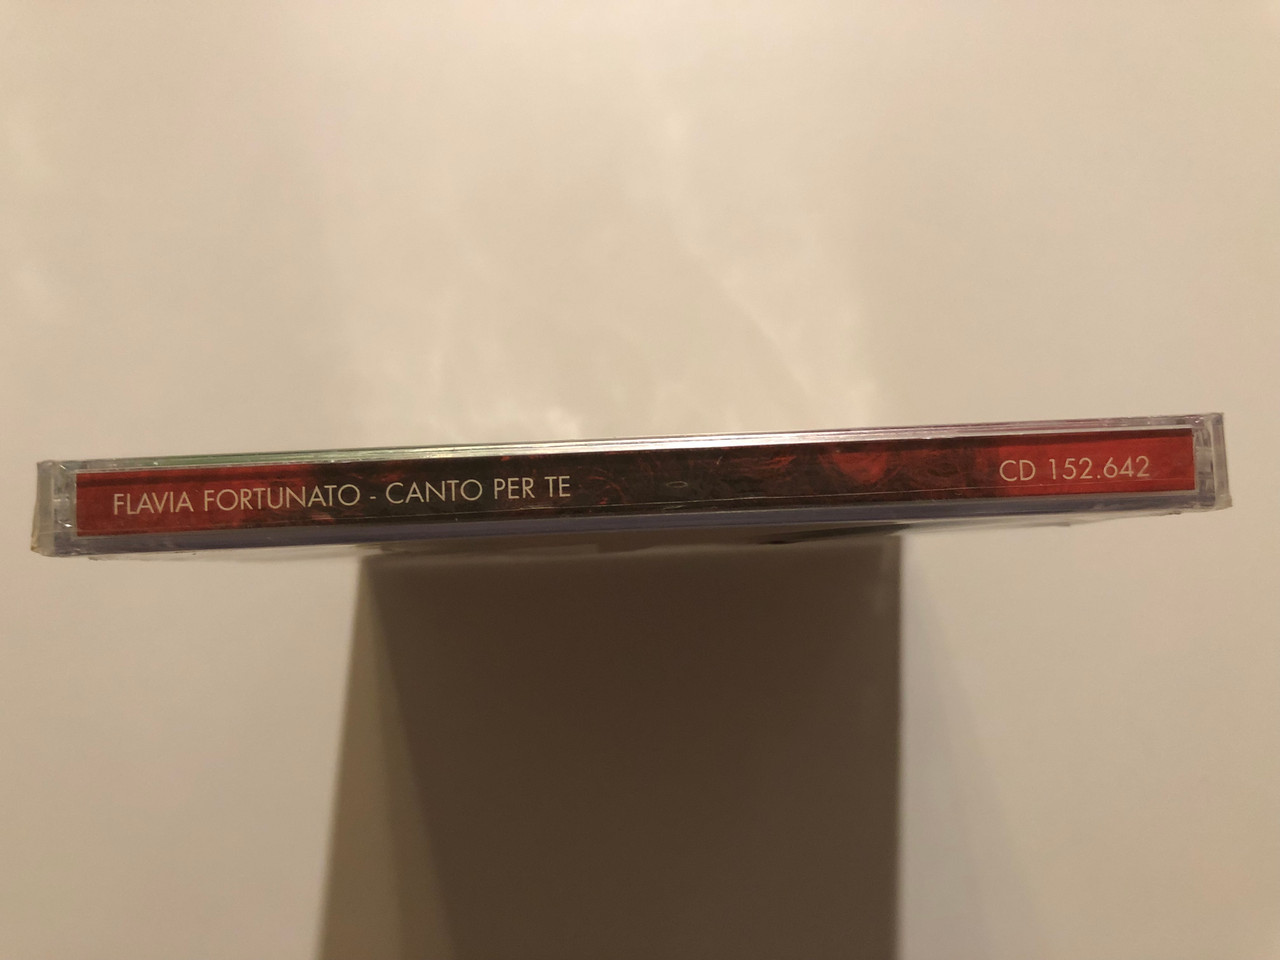 FLAVIA FORTUNATO - CANTO PER TE
CD 152.642